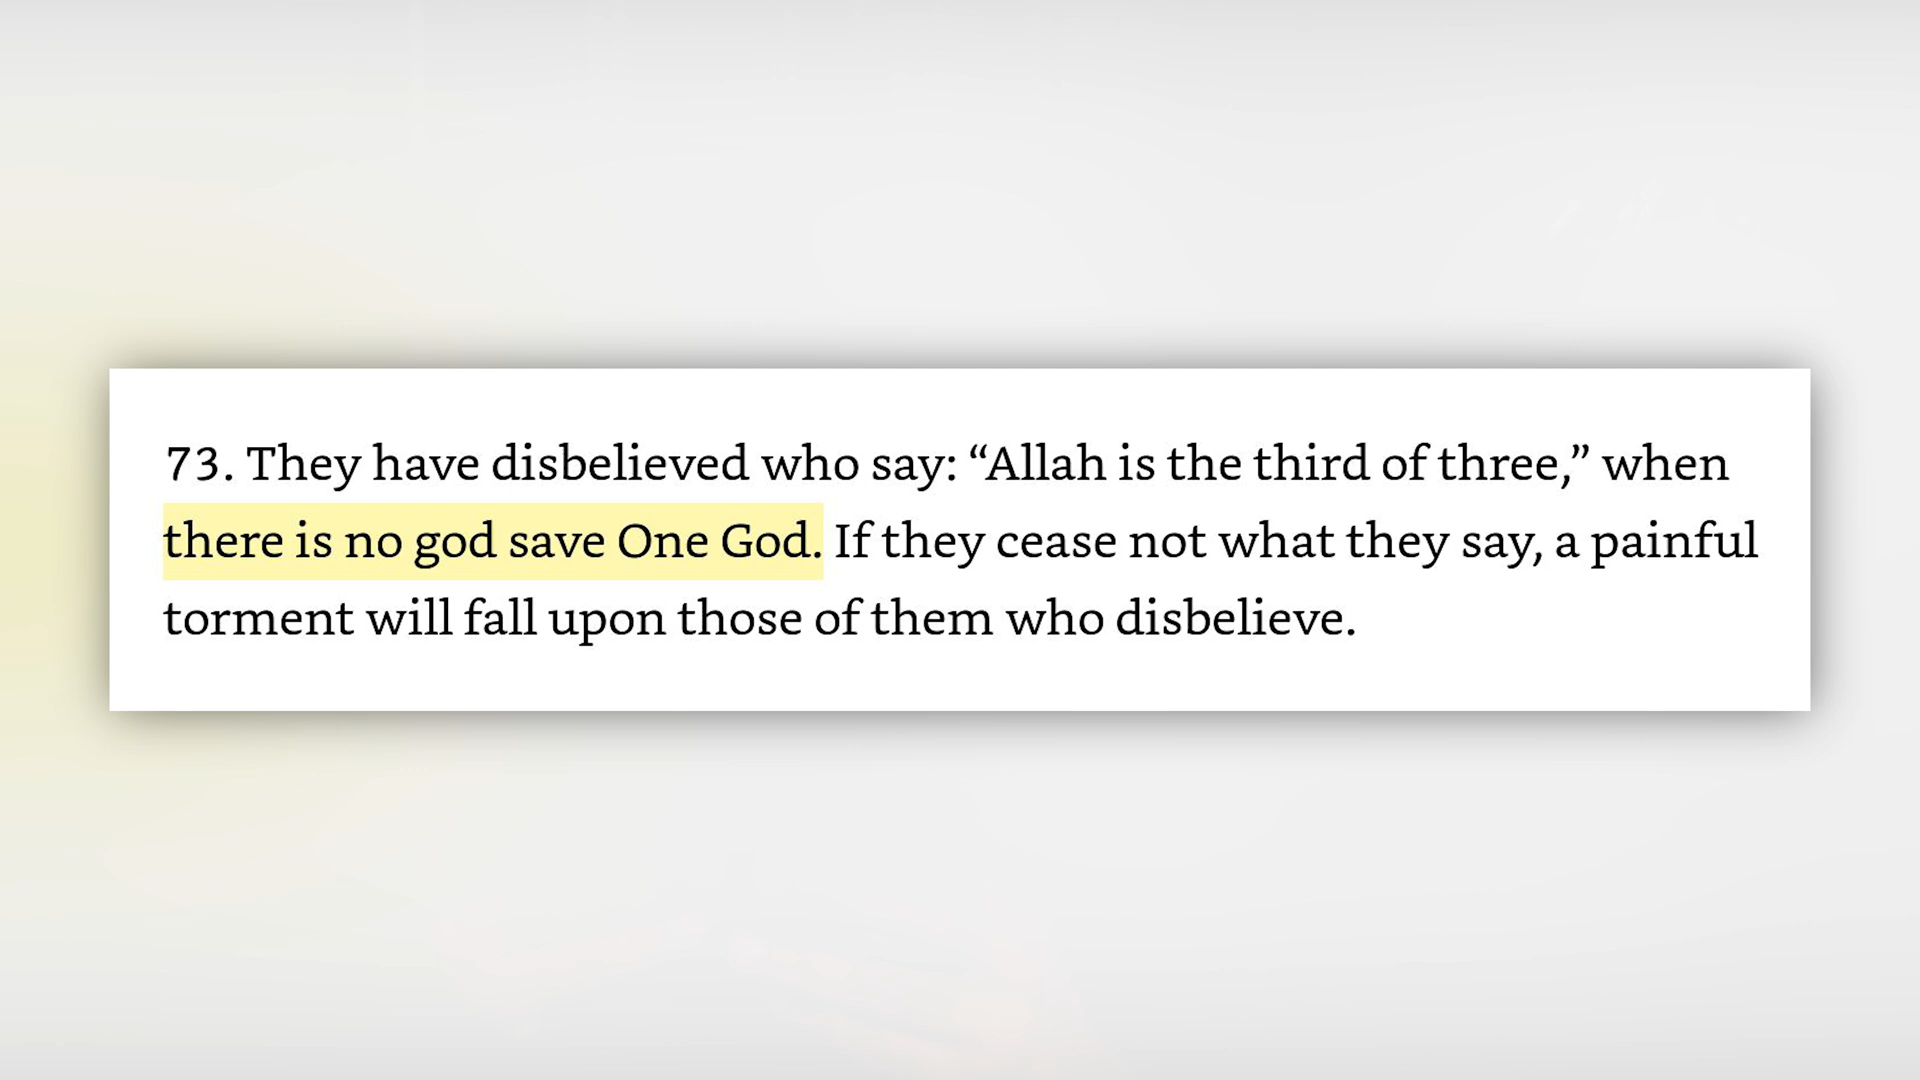 73. They have disbelieved who say: “Allah is the third of three,” when
there is no god save One God. If they cease not what they say, a painful
torment will fall upon those of them who disbelieve.